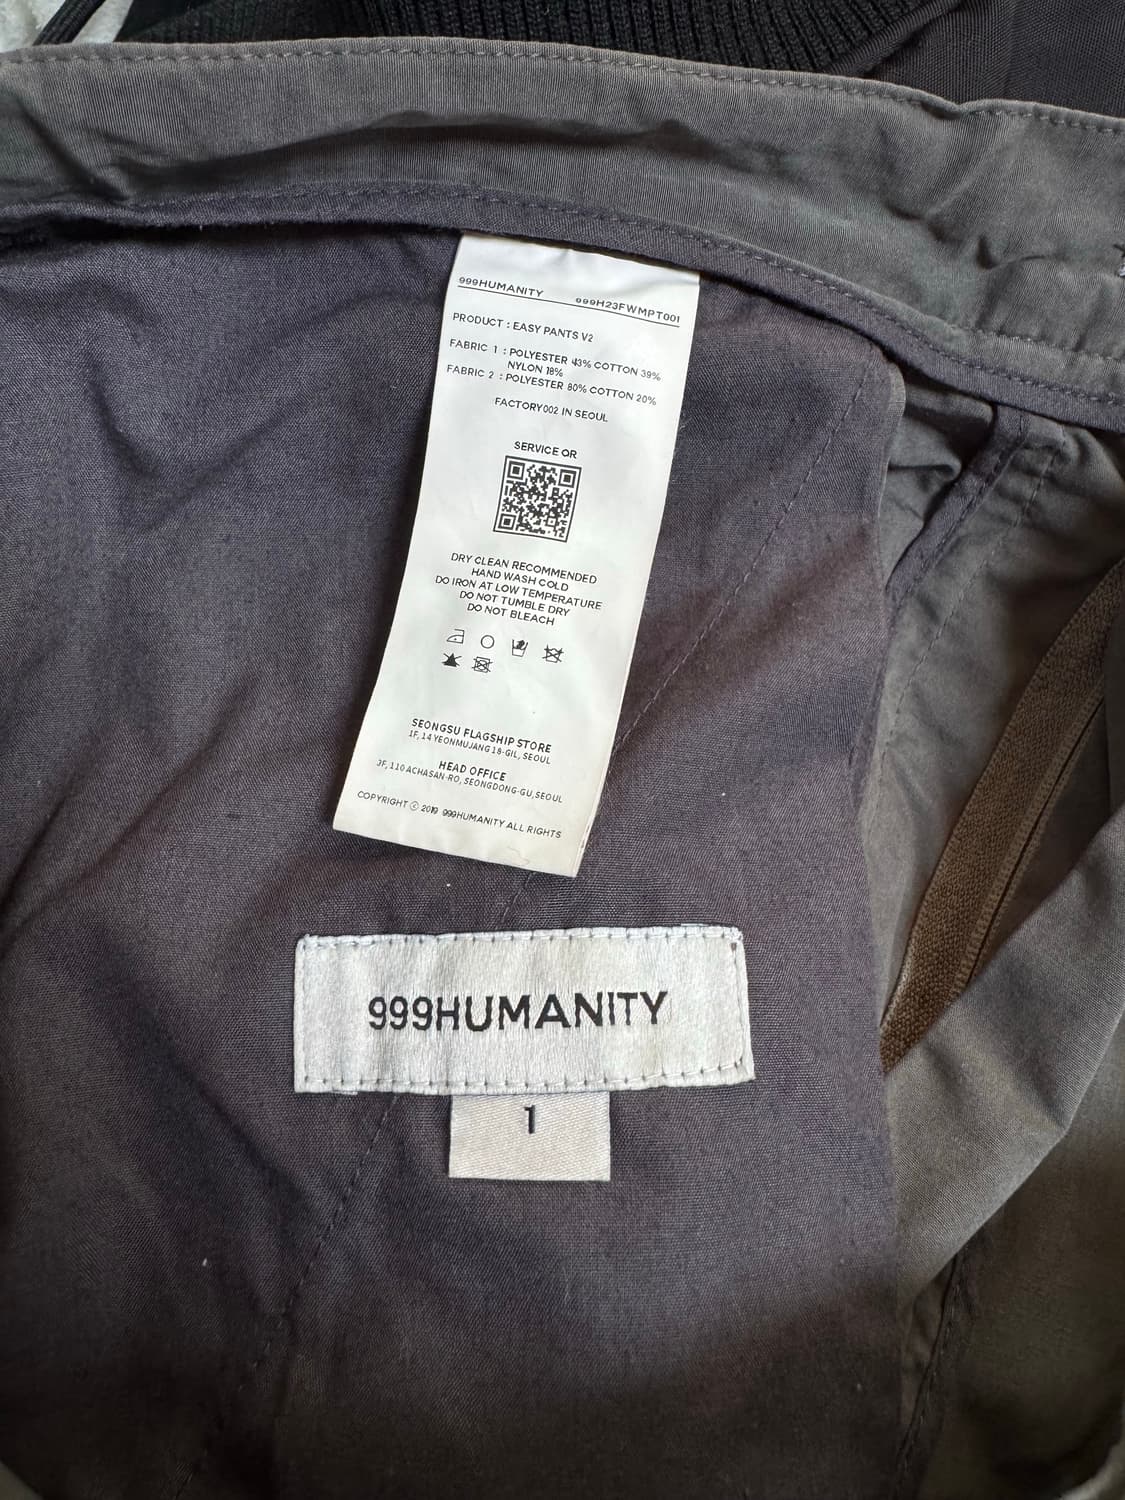 999HUMANITY 999H23FWMPT001
PRODUCT : EASY PANTS V2
FABRIC 1 : POLYESTER 43% COTTON 39%
NYLON 18%
FABRIC 2 : POLYESTER 80% COTTON 20%
FACTORY002 IN SEOUL
SERVICE QR
DRY CLEAN RECOMMENDED
HAND WASH COLD
DO IRON AT LOW TEMPERATURE
DO NOT TUMBLE DRY
DO NOT BLEACH
SEONGSU FLAGSHIP STORE
1F, 14 YEONMUJANG 18-GIL, SEOUL
HEAD OFFICE
3F, 110 ACHASAN-RO, SEONGDONG-GU, SEOUL
COPYRIGHT ⓒ 2019 999HUMANITY ALL RIGHTS
999HUMANITY
1